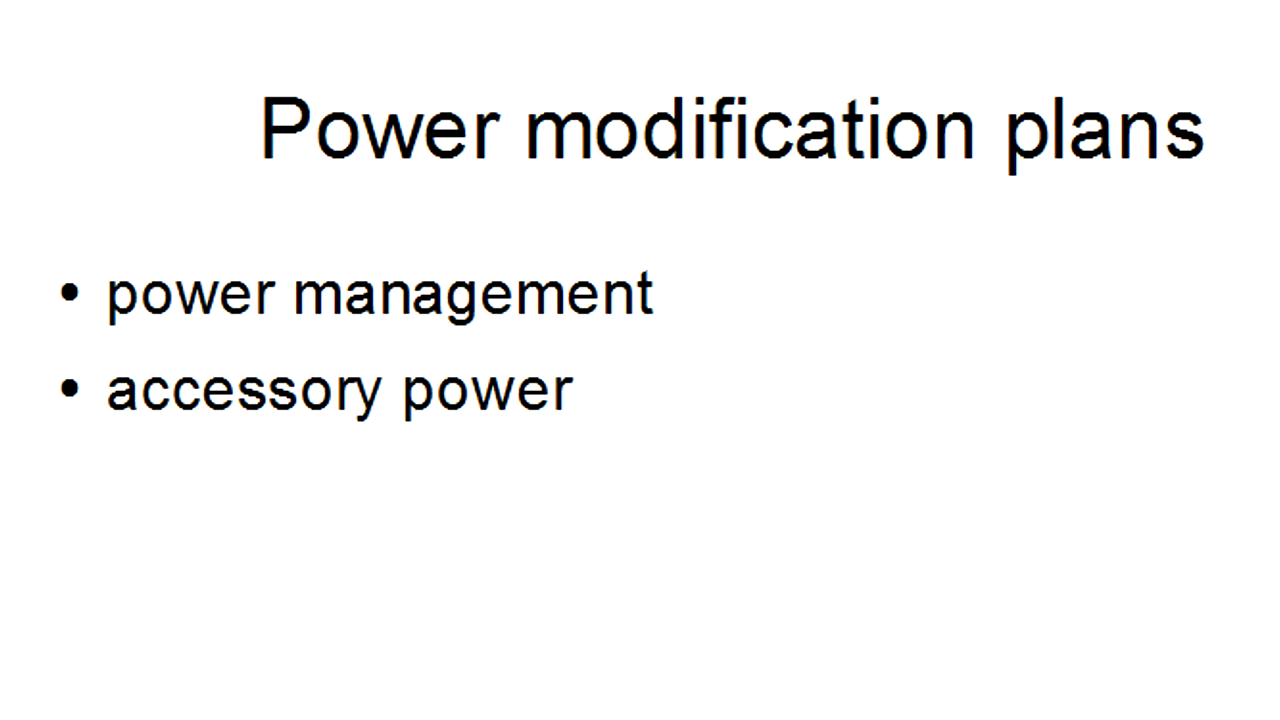 Power modification plans
• power management
• accessory power